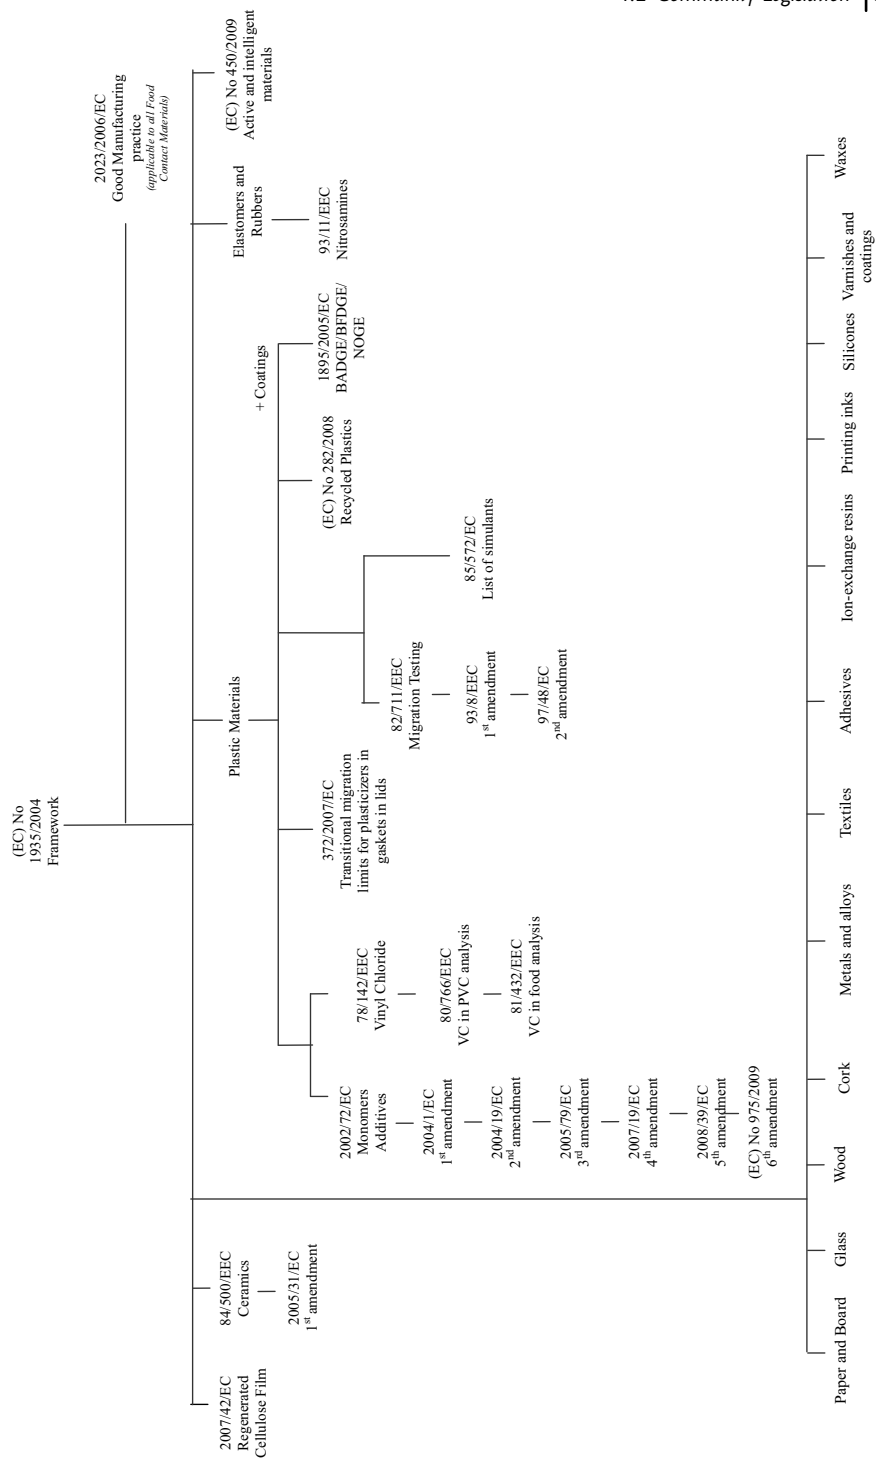 4.2 Community Legislation
(EC) No
1935/2004
Framework
2023/2006/EC
Good Manufacturing
practice
(applicable to all Food
Contact Materials)
2007/42/EC
Regenerated
Cellulose Film
84/500/EEC
Ceramics
2005/31/EC
1st amendment
Plastic Materials
Elastomers and
Rubbers
93/11/EEC
Nitrosamines
(EC) No 450/2009
Active and intelligent
materials
2002/72/EC
Monomers
Additives
2004/1/EC
1st amendment
2004/19/EC
2nd amendment
2005/79/EC
3rd amendment
2007/19/EC
4th amendment
2008/39/EC
5th amendment
(EC) No 975/2009
6th amendment
78/142/EEC
Vinyl Chloride
80/766/EEC
VC in PVC analysis
81/432/EEC
VC in food analysis
372/2007/EC
Transitional migration
limits for plasticizers in
gaskets in lids
82/711/EEC
Migration Testing
93/8/EEC
1st amendment
97/48/EC
2nd amendment
85/572/EC
List of simulants
(EC) No 282/2008
Recycled Plastics
+ Coatings
1895/2005/EC
BADGE/BFDGE/
NOGE
Paper and Board
Glass
Wood
Cork
Metals and alloys
Textiles
Adhesives
Ion-exchange resins
Printing inks
Silicones
Varnishes and
coatings
Waxes